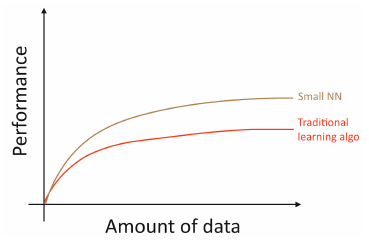 Performance
Small NN
Traditional
learning algo
Amount of data